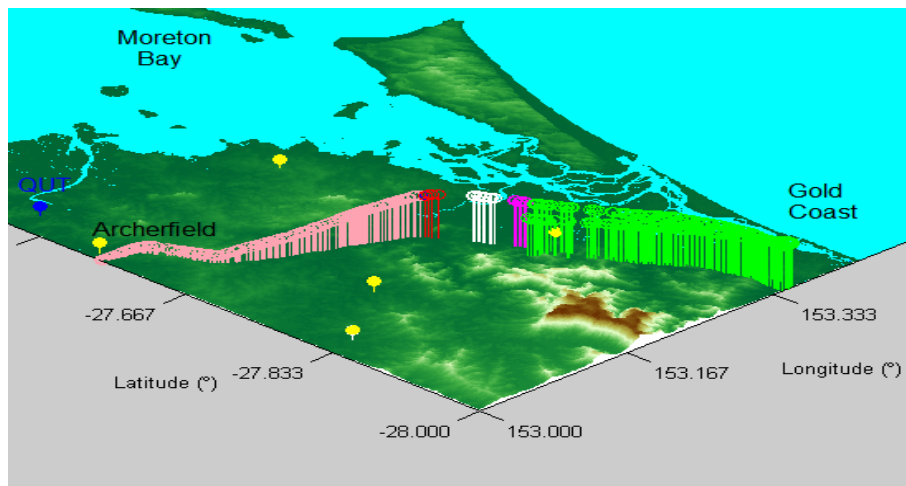 Moreton
Bay
QUT
Gold
Coast
Archerfield
-27.667
153.333
Latitude (°)
-27.833
153.167
Longitude (°)
-28.000
153.000